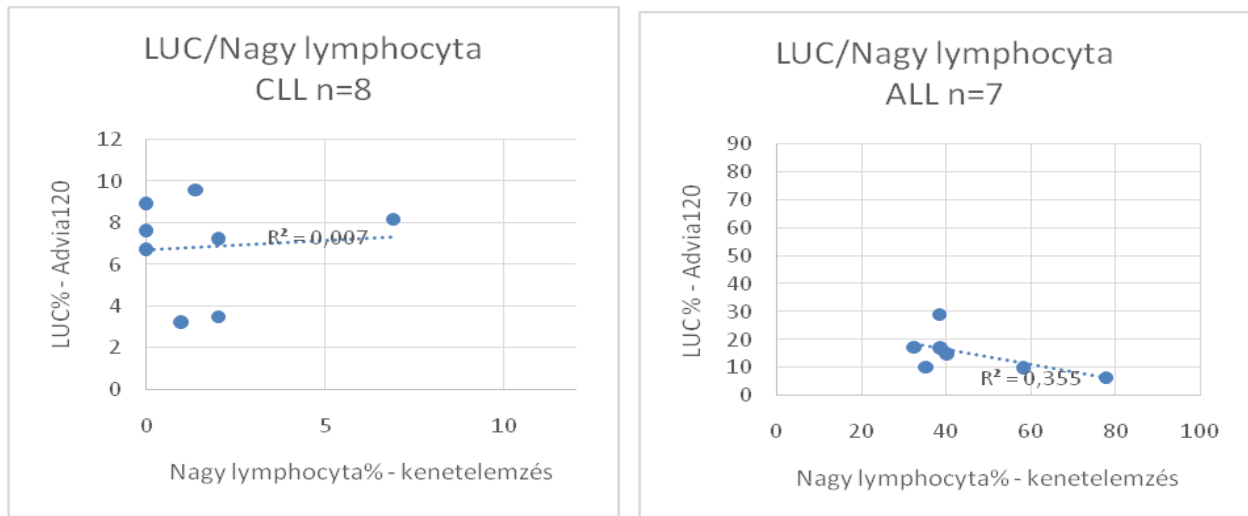 LUC/Nagy lymphocyta
CLL n=8
12
10
8
6
4
2
0
LUC% - Advia120
R² = 0,007
0
5
10
Nagy lymphocyta% - kenetelemzés
LUC/Nagy lymphocyta
ALL n=7
90
80
70
60
50
40
30
20
10
0
LUC% - Advia120
R² = 0,355
0
20
40
60
80
100
Nagy lymphocyta% - kenetelemzés